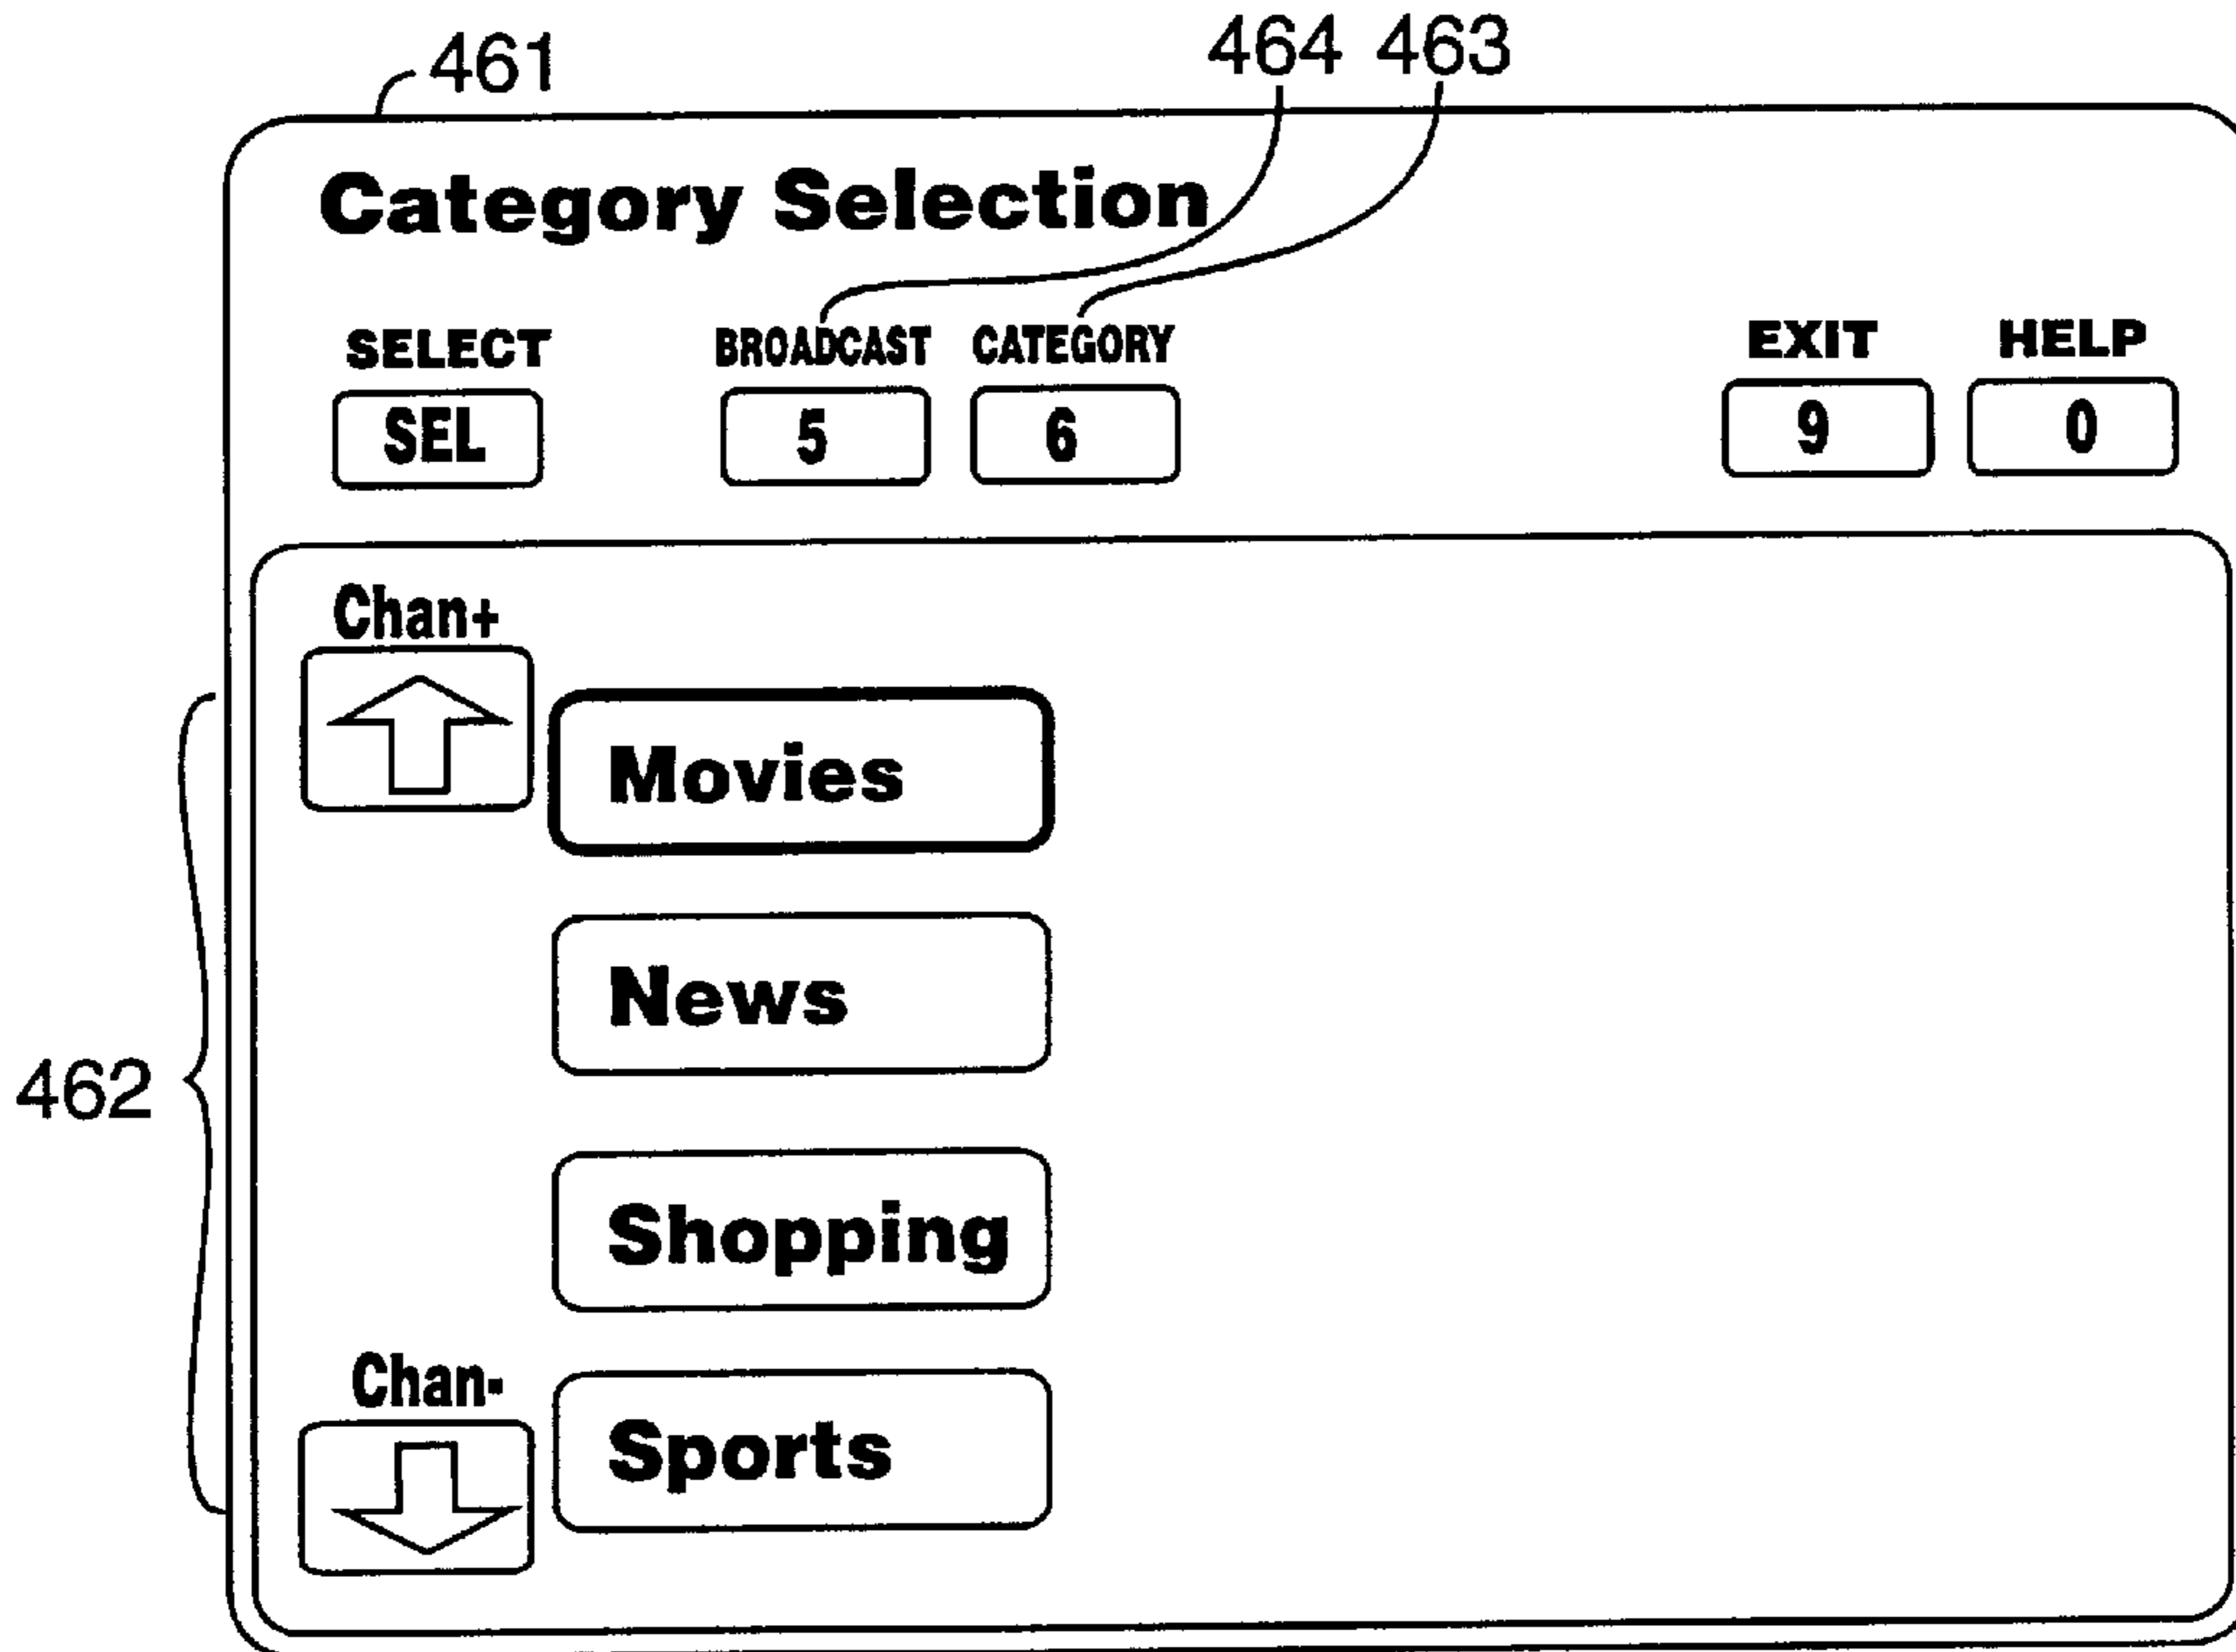 461
464 463
Category Selection
SELECT BROADCAST CATEGORY EXIT HELP
SEL 5 6 9 0
Chan+
Movies
News
462
Shopping
Chan-
Sports